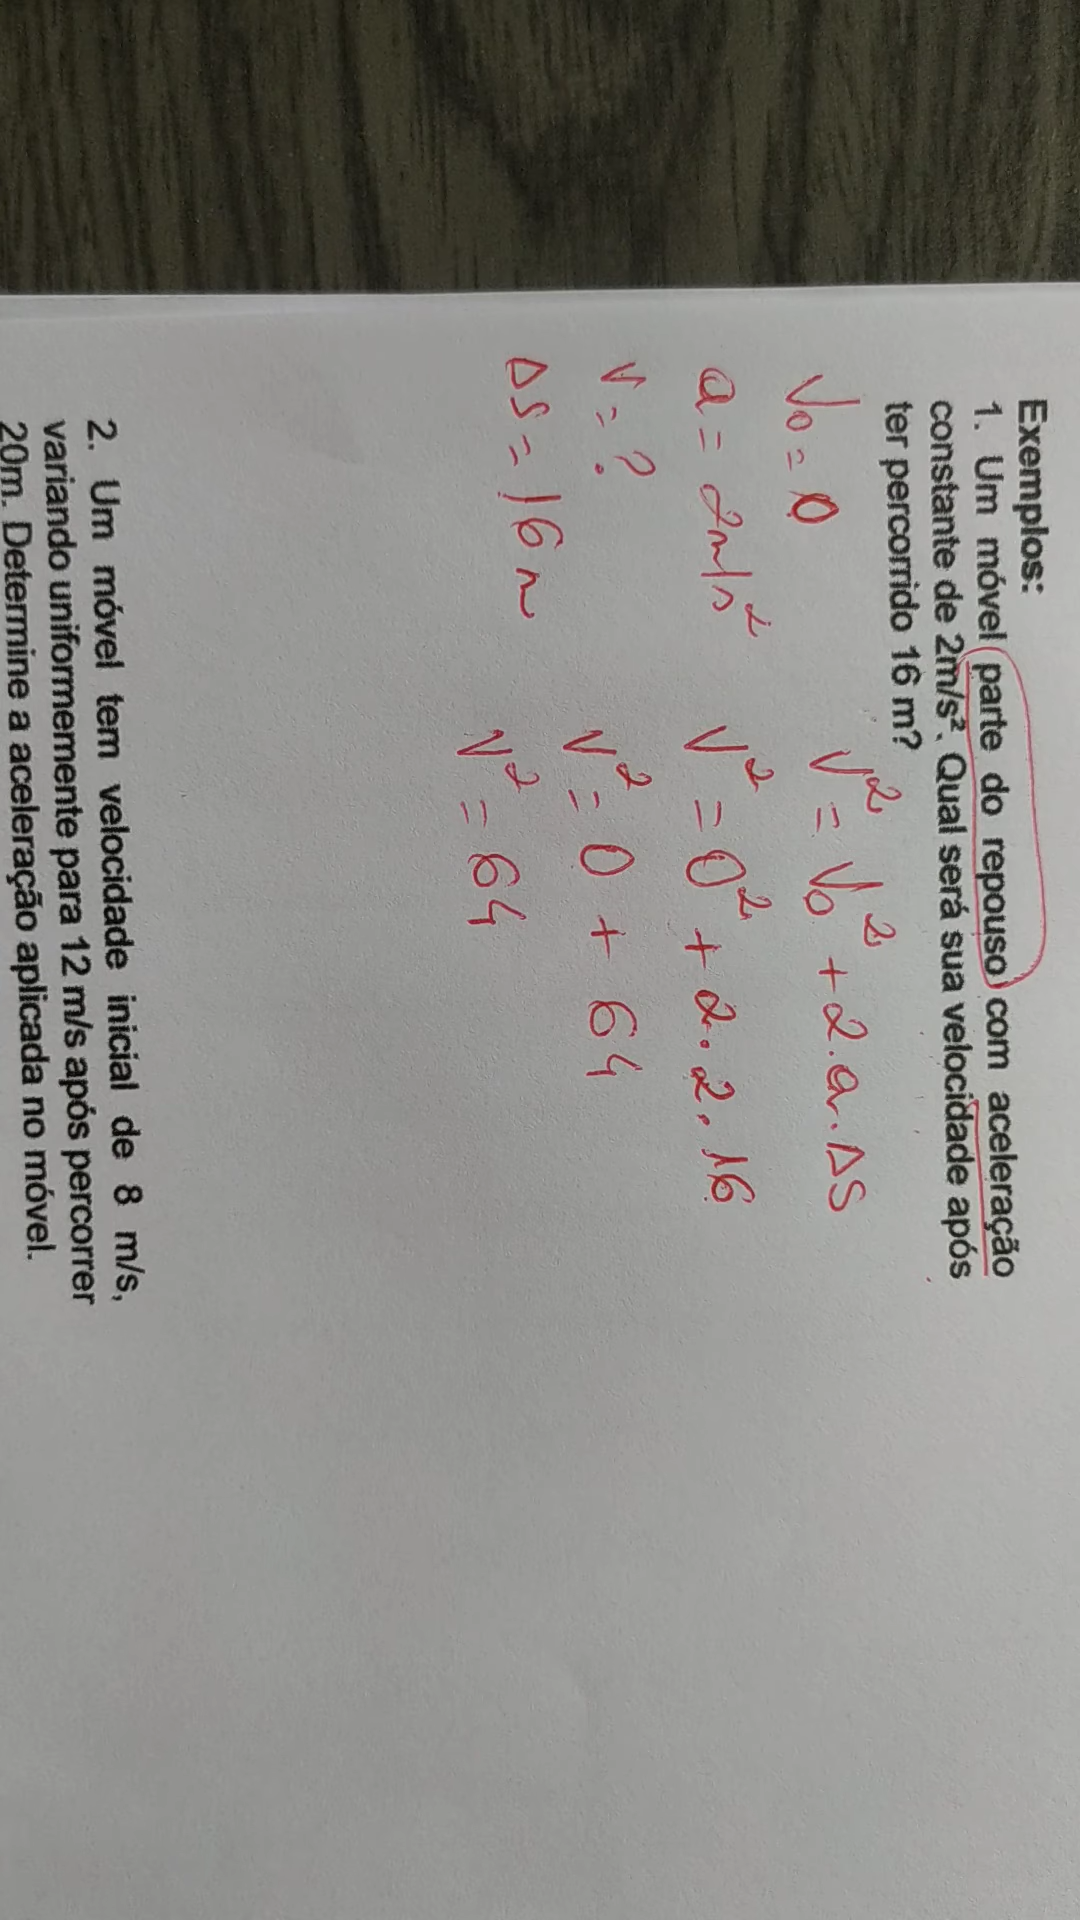 Exemplos:
1. Um móvel parte do repouso com aceleração
constante de 2m/s². Qual será sua velocidade após
ter percorrido 16 m?
V₀ = 0
a = 2m/s²
v = ?
ΔS = 16 m
V² = V₀² + 2.a.ΔS
V² = 0² + 2.2.16
V² = 0 + 64
V² = 64
2. Um móvel tem velocidade inicial de 8 m/s,
variando uniformemente para 12 m/s após percorrer
20m. Determine a aceleração aplicada no móvel.